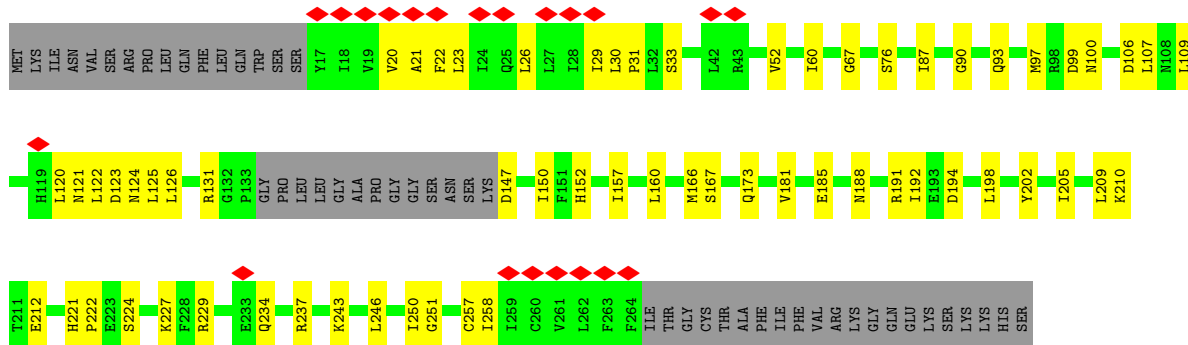 MET LYS ILE ASN VAL SER ARG PRO LEU GLN PHE LEU GLN TRP SER SER Y17 I18 V19 V20 A21 F22 L23 I24 Q25 L26 L27 I28 I29 L30 P31 L32 S33 L42 R43 V52 I60 G67 S76 I87 G90 Q93 M97 R98 D99 N100 D106 L107 N108 L109
H119 L120 N121 L122 D123 N124 L125 L126 R131 G132 P133 GLY PRO LEU LEU GLY ALA PRO GLY GLY SER ASN SER LYS D147 I150 F151 H152 I157 L160 M166 S167 Q173 V181 E185 N188 R191 I192 E193 D194 L198 Y202 I205 L209 K210
T211 E212 H221 P222 E223 S224 K227 F228 R229 E233 Q234 R237 K243 L246 I250 G251 C257 I258 I259 C260 V261 L262 F263 F264 ILE THR GLY CYS THR ALA PHE ILE PHE VAL ARG LYS GLY GLN GLU LYS SER LYS LYS HIS SER